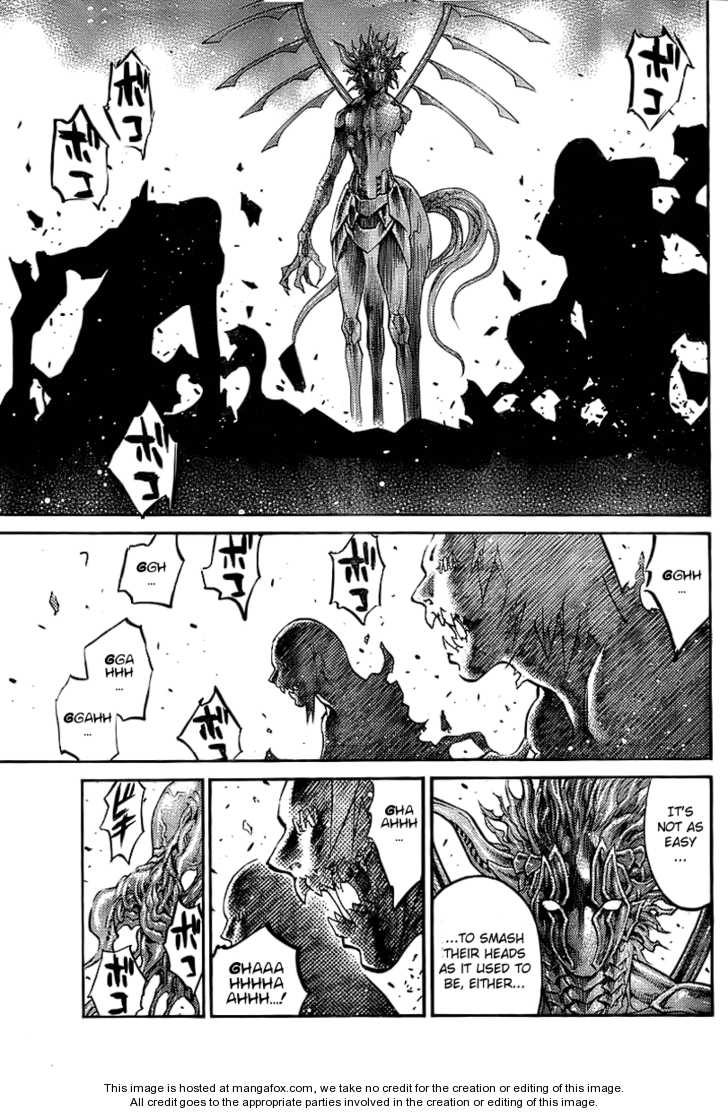 ボコ
ボコ
ボコ
ボコ
GGH
...
ボコ
ボコ
GGH
...
GGA
HHH
...
GGAHH
...
ボコ
IT'S
NOT AS
EASY
...
...TO SMASH
THEIR HEADS
AS IT USED
TO BE,
EITHER...
GHA
AHHH
...
GHAAA
HHHHA
AHHH...!
ビキ
ボコ
ボコ
This image is hosted at mangafox.com, we take no credit for the creation or editing of this image.
All credit goes to the appropriate parties involved in the creation or editing of this image.